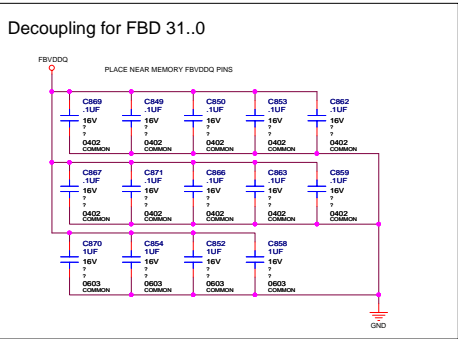 Decoupling for FBD 31..0
FBVDDQ
PLACE NEAR MEMORY FBVDDQ PINS
C869 C849 C850 C853 C862
.1UF .1UF .1UF .1UF .1UF
16V 16V 16V 16V 16V
? ? ? ? ?
? ? ? ? ?
0402 0402 0402 0402 0402
COMMON COMMON COMMON COMMON COMMON
C867 C871 C866 C863 C859
.1UF .1UF .1UF .1UF .1UF
16V 16V 16V 16V 16V
? ? ? ? ?
? ? ? ? ?
0402 0402 0402 0402 0402
COMMON COMMON COMMON COMMON COMMON
C870 C854 C852 C858
1UF 1UF 1UF 1UF
16V 16V 16V 16V
? ? ? ?
? ? ? ?
0603 0603 0603 0603
COMMON COMMON COMMON COMMON
GND